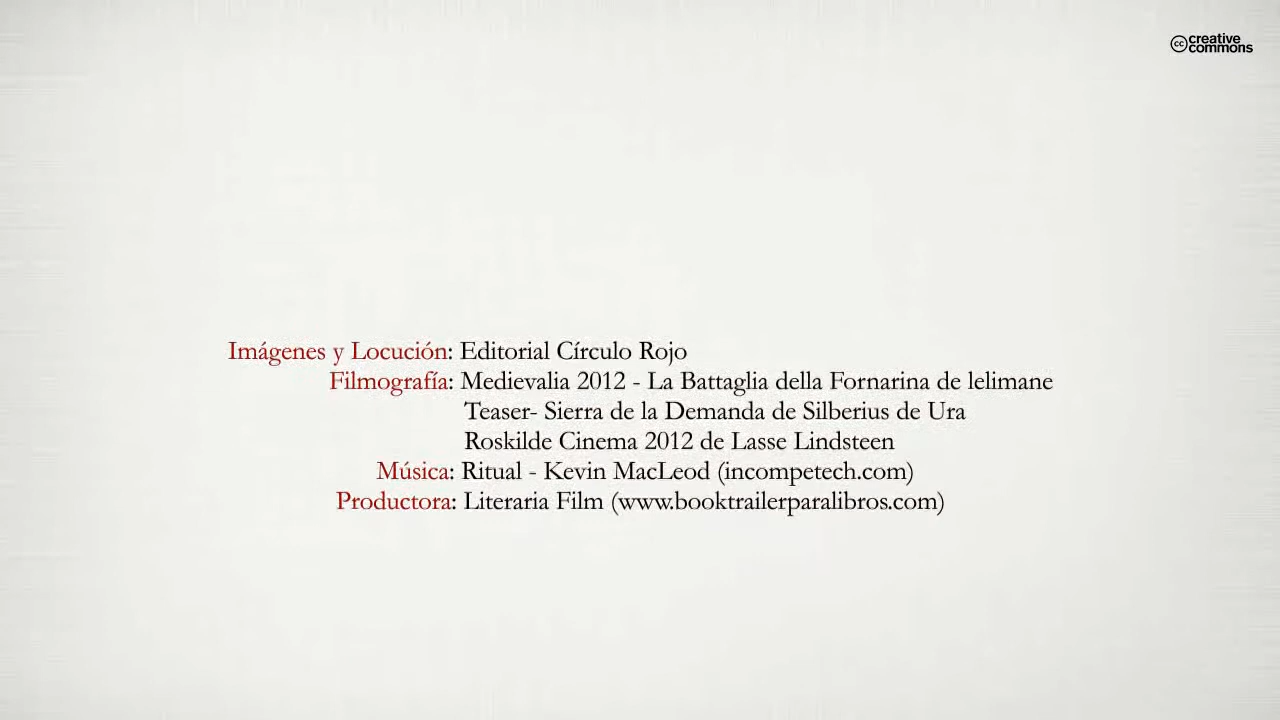 cc creative
commons
Imágenes y Locución: Editorial Círculo Rojo
Filmografía: Medievalia 2012 - La Battaglia della Fornarina de lelimane
Teaser- Sierra de la Demanda de Silberius de Ura
Roskilde Cinema 2012 de Lasse Lindsteen
Música: Ritual - Kevin MacLeod (incompetech.com)
Productora: Literaria Film (www.booktrailerparalibros.com)